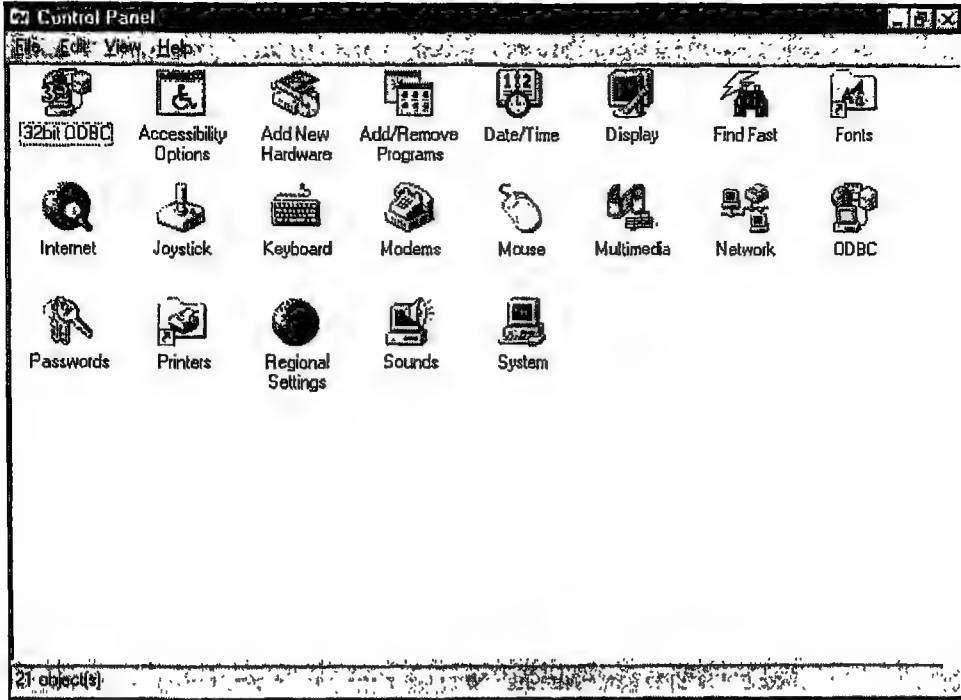 Control Panel
File Edit View Help
32bit ODBC Accessibility Options Add New Hardware Add/Remove Programs Date/Time Display Find Fast Fonts
Internet Joystick Keyboard Modems Mouse Multimedia Network ODBC
Passwords Printers Regional Settings Sounds System
21 object(s)